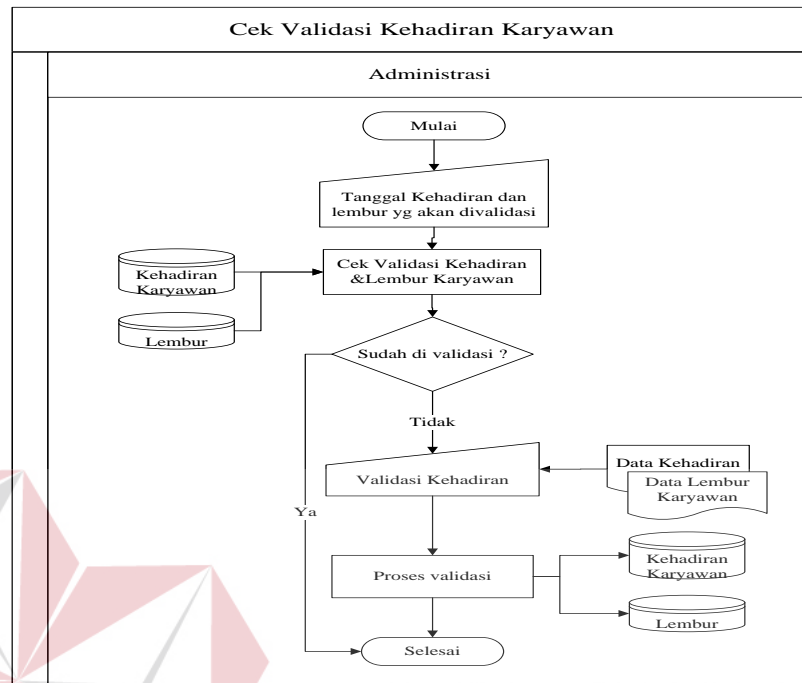 Cek Validasi Kehadiran Karyawan
Administrasi
Mulai
Tanggal Kehadiran dan
lembur yg akan divalidasi
Cek Validasi Kehadiran
&Lembur Karyawan
Kehadiran
Karyawan
Lembur
Sudah di validasi ?
Tidak
Ya
Validasi Kehadiran
Data Kehadiran
Data Lembur
Karyawan
Proses validasi
Kehadiran
Karyawan
Lembur
Selesai